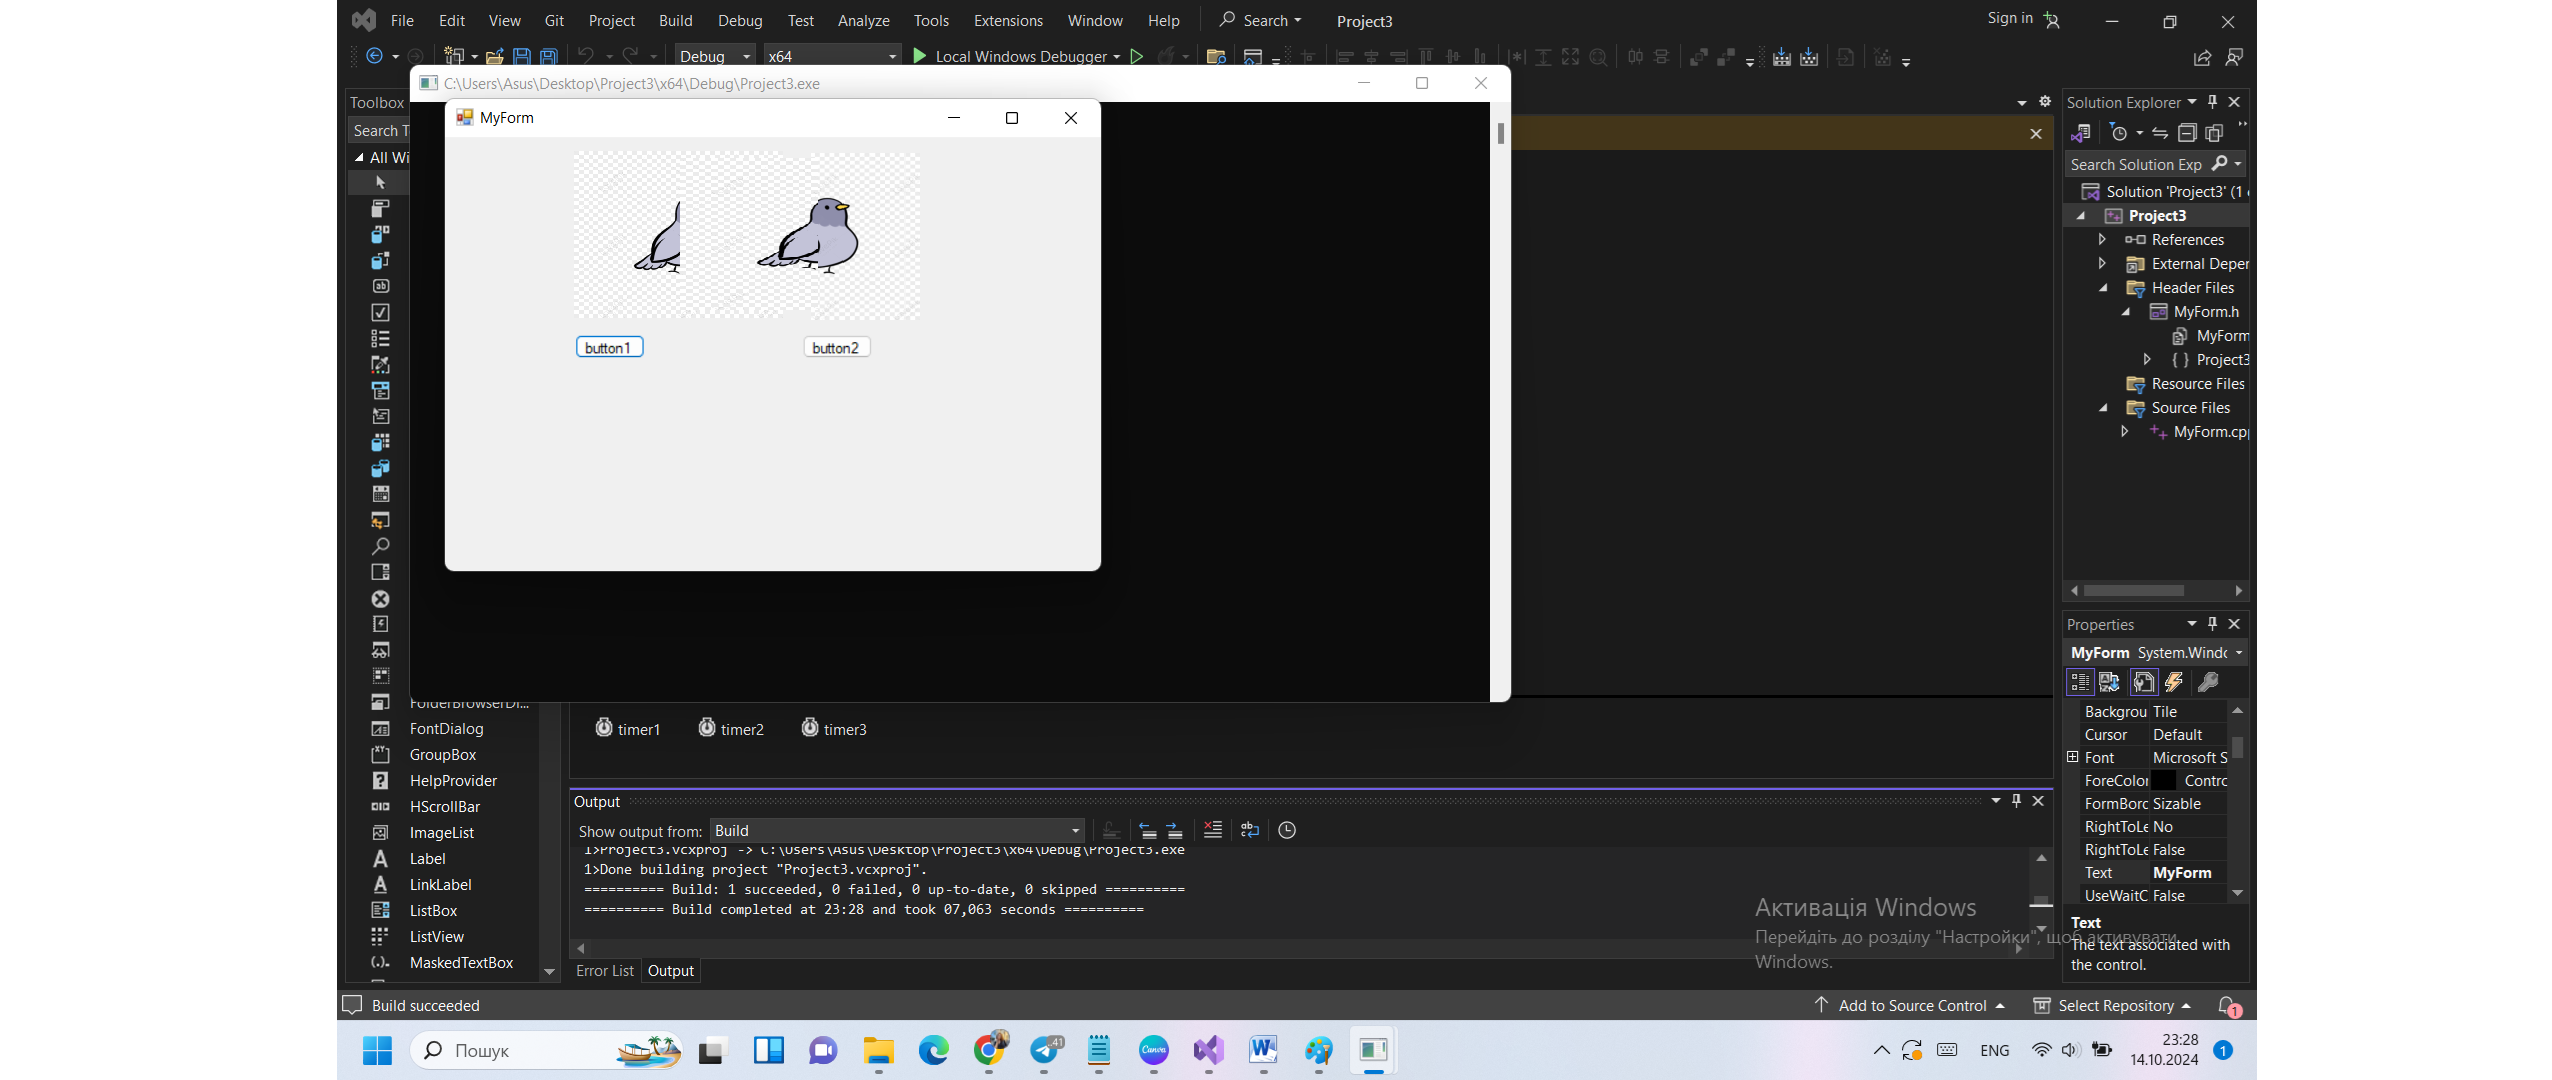 File Edit View Git Project Build Debug Test Analyze Tools Extensions Window Help Search Project3 Sign in
Debug x64 Local Windows Debugger
C:\Users\Asus\Desktop\Project3\x64\Debug\Project3.exe
MyForm
button1 button2
Toolbox
Search T
All Wi
FolderBrowserDi...
FontDialog
GroupBox
HelpProvider
HScrollBar
ImageList
Label
LinkLabel
ListBox
ListView
MaskedTextBox
timer1 timer2 timer3
Output
Show output from: Build
1>Project3.vcxproj -> C:\Users\Asus\Desktop\Project3\x64\Debug\Project3.exe
1>Done building project "Project3.vcxproj".
========== Build: 1 succeeded, 0 failed, 0 up-to-date, 0 skipped ==========
========== Build completed at 23:28 and took 07,063 seconds ==========
Error List Output
Solution Explorer
Search Solution Exp
Solution 'Project3' (1
Project3
References
External Deper
Header Files
MyForm.h
MyForm
Project3
Resource Files
Source Files
MyForm.cp
Properties
MyForm System.Windo
Backgrou Tile
Cursor Default
Font Microsoft S
ForeColor Contro
FormBorc Sizable
RightToLe No
RightToLe False
Text MyForm
UseWaitC False
Text
The text associated with
the control.
Активація Windows
Перейдіть до розділу "Настройки", щоб активувати
Windows.
Build succeeded Add to Source Control Select Repository 1
Пошук 41 Canva ENG 23:28 1
14.10.2024